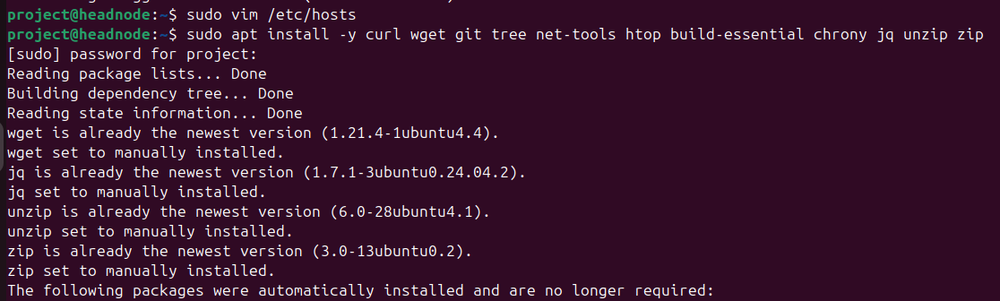 project@headnode:~$ sudo vim /etc/hosts
project@headnode:~$ sudo apt install -y curl wget git tree net-tools htop build-essential chrony jq unzip zip
[sudo] password for project:
Reading package lists... Done
Building dependency tree... Done
Reading state information... Done
wget is already the newest version (1.21.4-1ubuntu4.4).
wget set to manually installed.
jq is already the newest version (1.7.1-3ubuntu0.24.04.2).
jq set to manually installed.
unzip is already the newest version (6.0-28ubuntu4.1).
unzip set to manually installed.
zip is already the newest version (3.0-13ubuntu0.2).
zip set to manually installed.
The following packages were automatically installed and are no longer required: